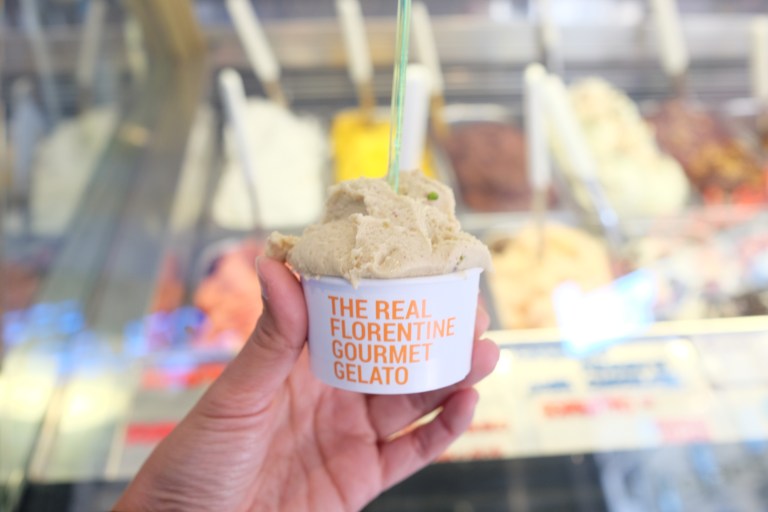 THE REAL
FLORENTINE
GOURMET
GELATO